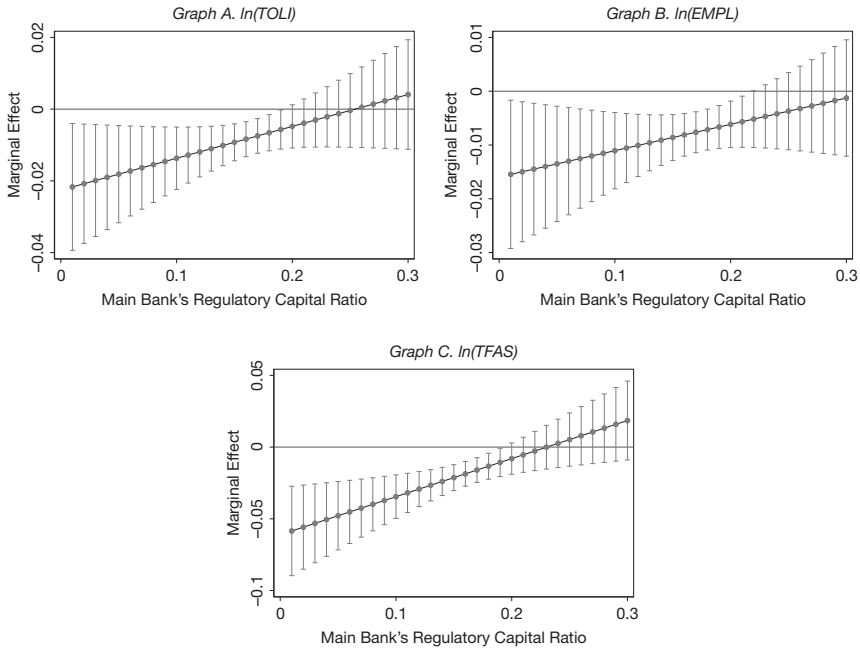 Graph A. ln(TOLI)
Marginal Effect
0.02
0
−0.02
−0.04
0
0.1
0.2
0.3
Main Bank's Regulatory Capital Ratio
Graph B. ln(EMPL)
Marginal Effect
0.01
0
−0.01
−0.02
−0.03
0
0.1
0.2
0.3
Main Bank's Regulatory Capital Ratio
Graph C. ln(TFAS)
Marginal Effect
0.05
0
−0.05
−0.1
0
0.1
0.2
0.3
Main Bank's Regulatory Capital Ratio